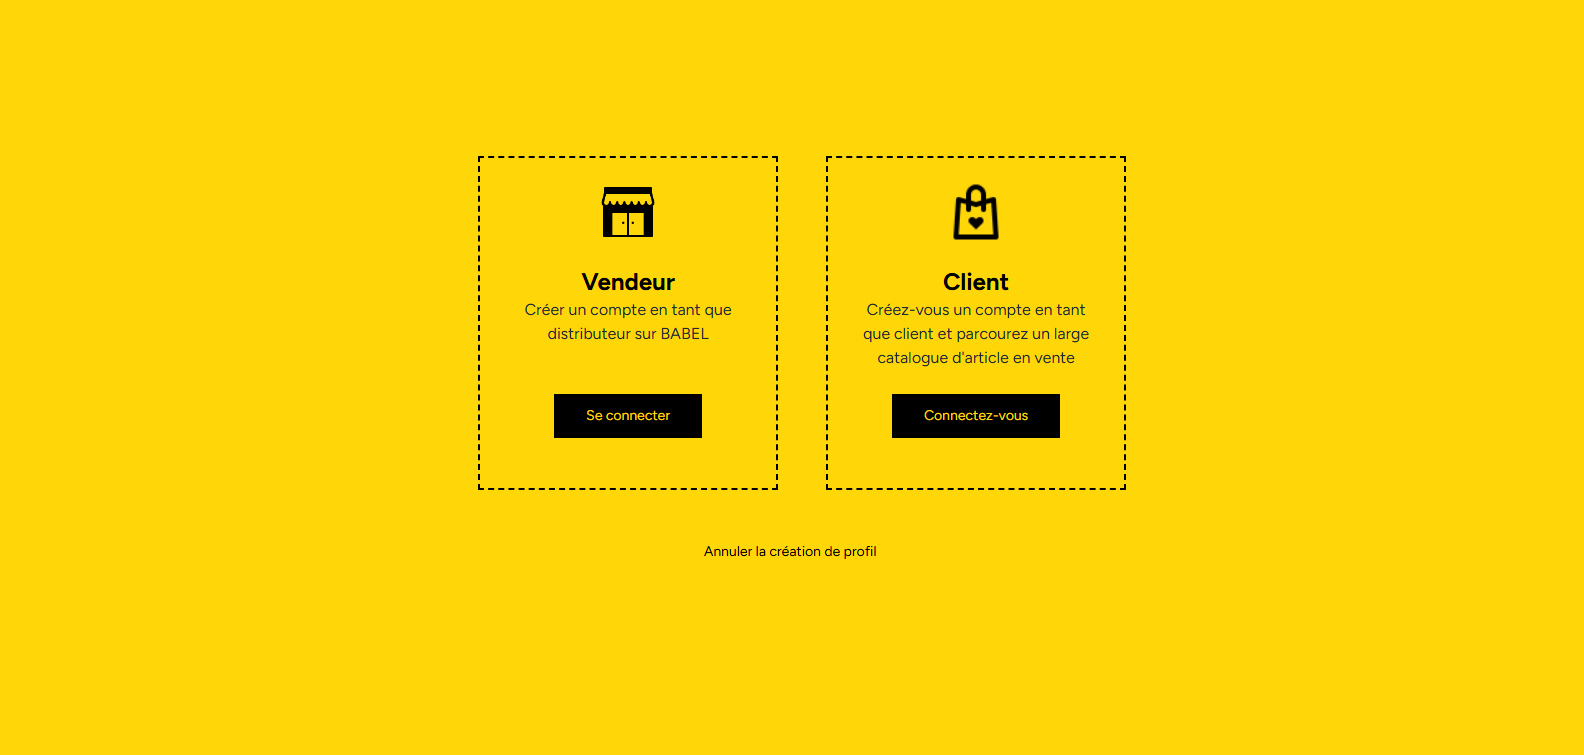 Vendeur
Créer un compte en tant que
distributeur sur BABEL
Se connecter
Client
Créez-vous un compte en tant
que client et parcourez un large
catalogue d'article en vente
Connectez-vous
Annuler la création de profil